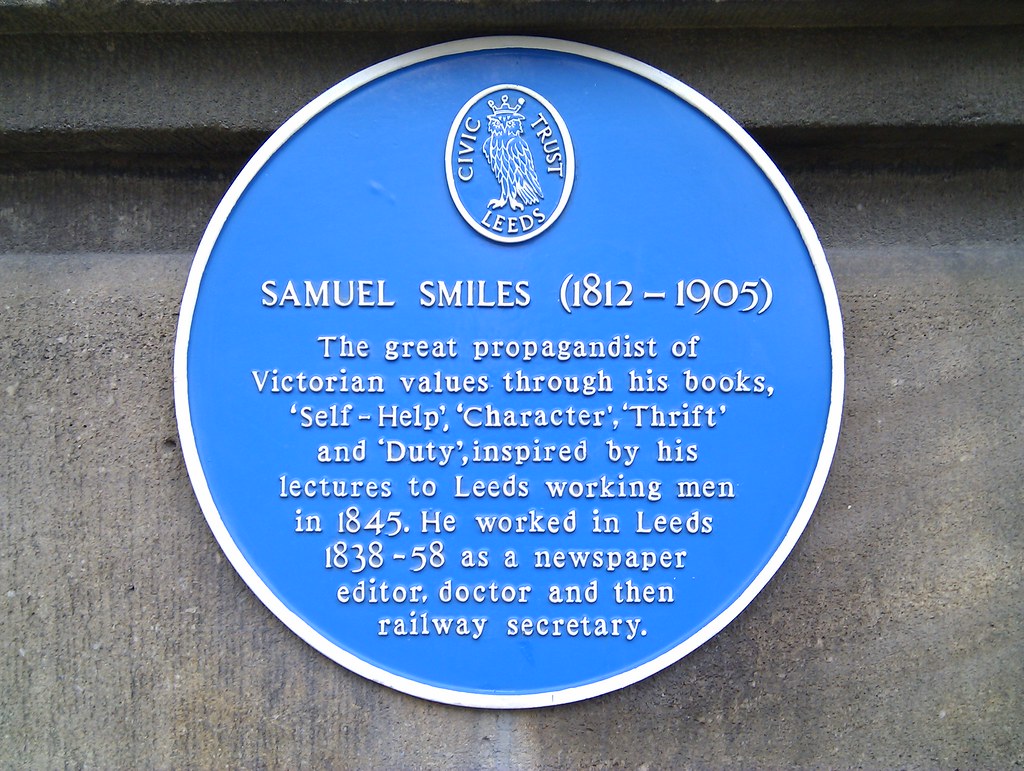 CIVIC TRUST
LEEDS
SAMUEL SMILES (1812 – 1905)
The great propagandist of
Victorian values through his books,
‘Self-Help’, ‘Character’, ‘Thrift’
and ‘Duty’, inspired by his
lectures to Leeds working men
in 1845. He worked in Leeds
1838-58 as a newspaper
editor, doctor and then
railway secretary.